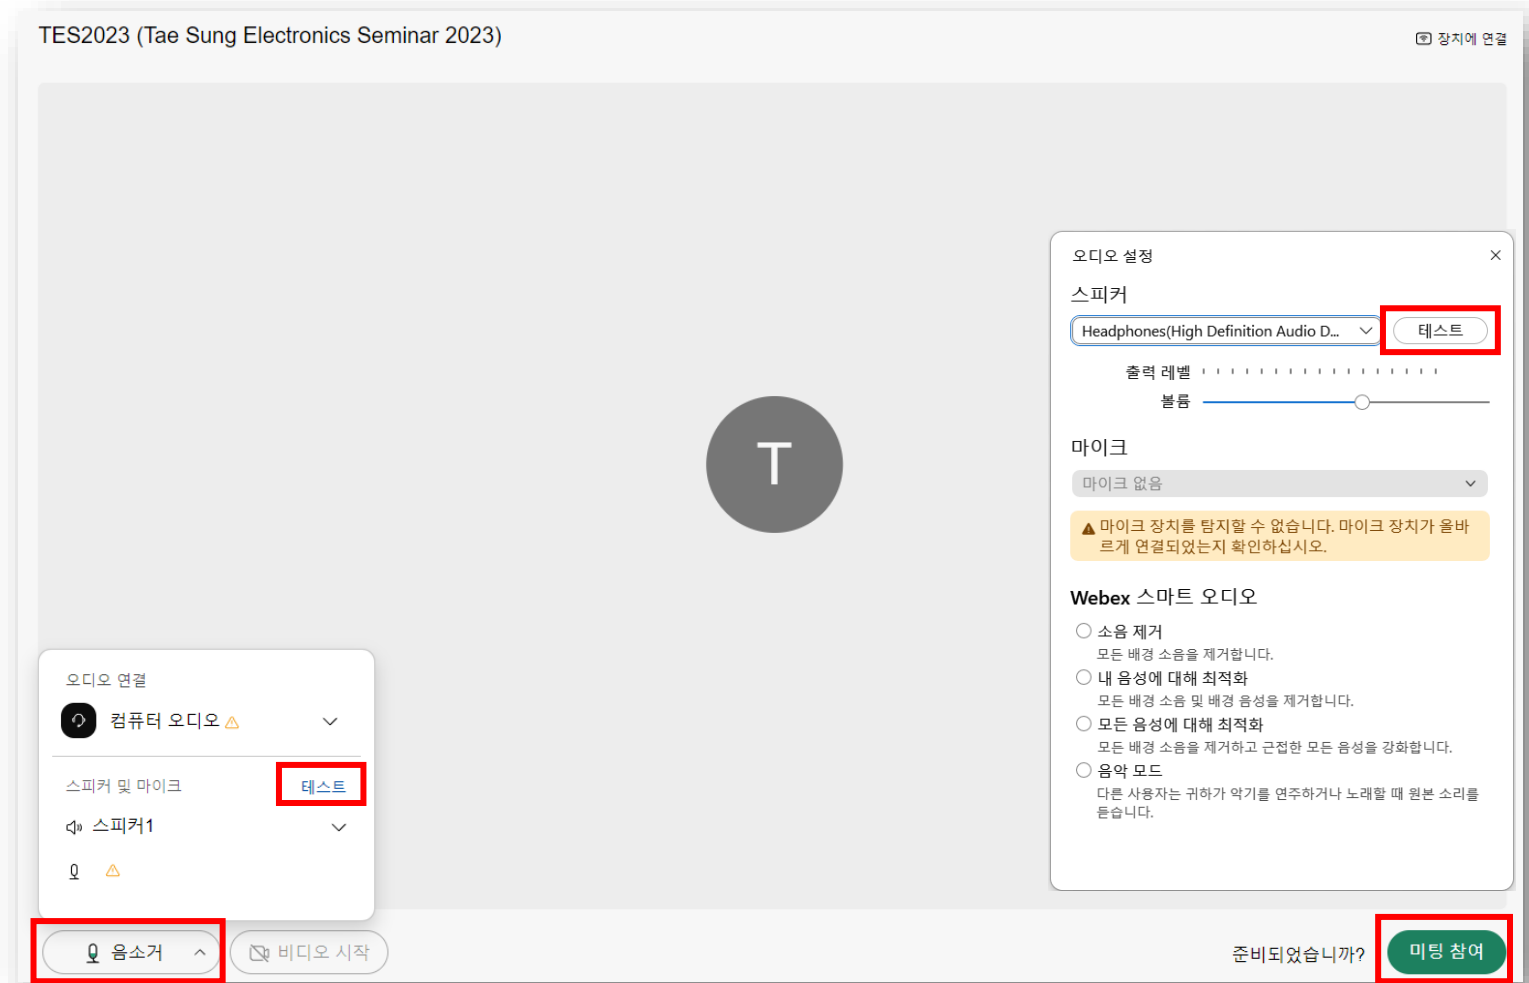 TES2023 (Tae Sung Electronics Seminar 2023)
장치에 연결
T
오디오 설정
스피커
Headphones(High Definition Audio D...
테스트
출력 레벨
볼륨
마이크
마이크 없음
마이크 장치를 탐지할 수 없습니다. 마이크 장치가 올바
르게 연결되었는지 확인하십시오.
Webex 스마트 오디오
소음 제거
모든 배경 소음을 제거합니다.
내 음성에 대해 최적화
모든 배경 소음 및 배경 음성을 제거합니다.
모든 음성에 대해 최적화
모든 배경 소음을 제거하고 근접한 모든 음성을 강화합니다.
음악 모드
다른 사용자는 귀하가 악기를 연주하거나 노래할 때 원본 소리를
듣습니다.
오디오 연결
컴퓨터 오디오
스피커 및 마이크
테스트
스피커1
음소거
비디오 시작
준비되었습니까?
미팅 참여